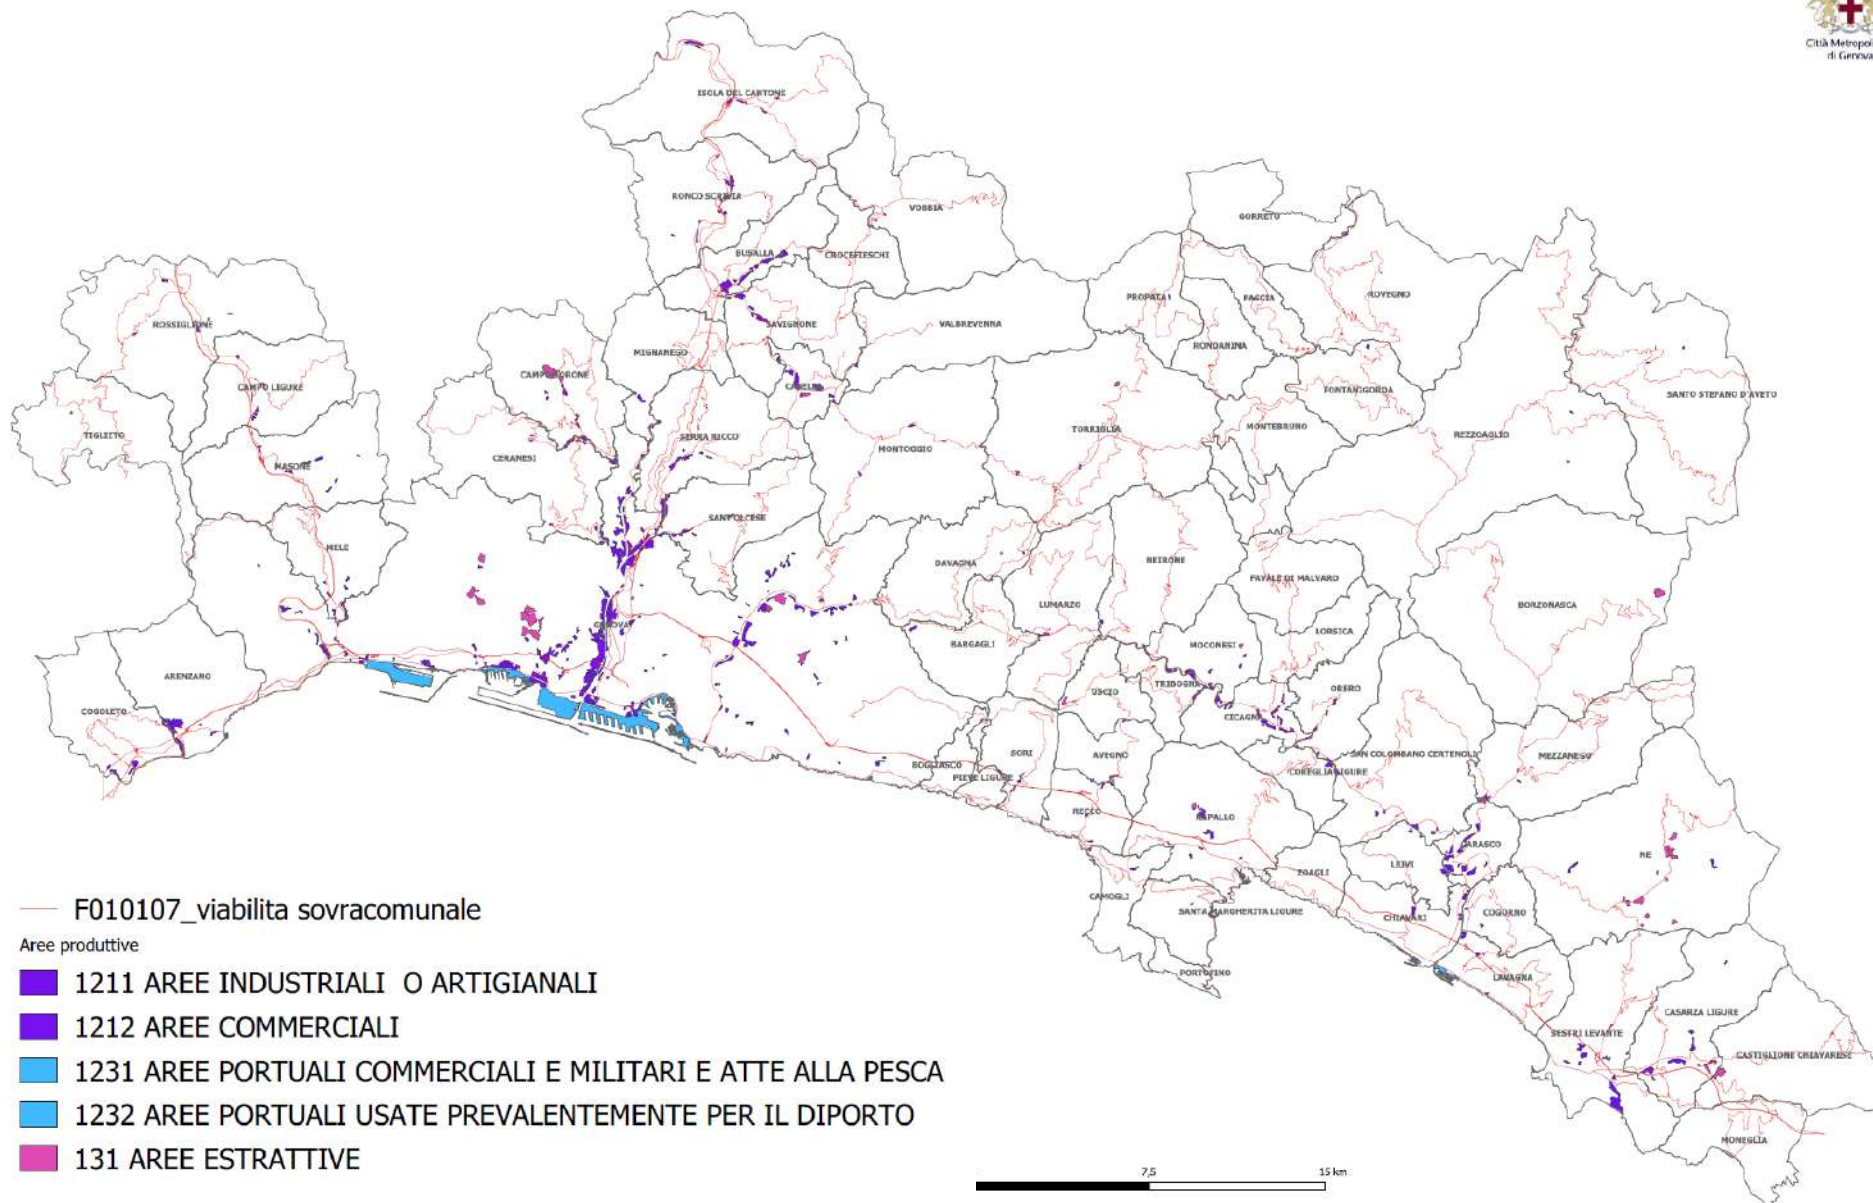 Città Metropoli
di Genova
ISOLA DEL CANTONE
RONCO SCRIVIA
VOBBIA
GORRETO
BUSALLA
CROCEFIESCHI
PROPATA
FASCIA
ROVEGNO
ROSSIGLIONE
SAVIGNONE
VALBREVENNA
MIGNANEGO
RONDANINA
CAMPOMORONE
CAMPO LIGURE
CASELLA
FONTANIGORDA
SANTO STEFANO D'AVETO
TIGLIETO
SERRA RICCO'
TORRIGLIA
MONTEBRUNO
REZZOAGLIO
MASONE
CERANESI
MONTOGGIO
SANT'OLCESE
MELE
DAVAGNA
NEIRONE
FAVALE DI MALVARO
LUMARZO
BORZONASCA
GENOVA
LORSICA
BARGAGLI
MOCONESI
ARENZANO
USCIO
TRIBOGNA
ORERO
COGOLETO
CICAGNA
SORI
AVEGNO
SAN COLOMBANO CERTENOLI
MEZZANEGO
BOGLIASCO
PIEVE LIGURE
COREGLIA LIGURE
RECCO
RAPALLO
CARASCO
NE
LEIVI
ZOAGLI
CAMOGLI
SANTA MARGHERITA LIGURE
CHIAVARI
COGORNO
PORTOFINO
LAVAGNA
CASARZA LIGURE
SESTRI LEVANTE
CASTIGLIONE CHIAVARESE
MONEGLIA
F010107_viabilita sovracomunale
Aree produttive
1211 AREE INDUSTRIALI O ARTIGIANALI
1212 AREE COMMERCIALI
1231 AREE PORTUALI COMMERCIALI E MILITARI E ATTE ALLA PESCA
1232 AREE PORTUALI USATE PREVALENTEMENTE PER IL DIPORTO
131 AREE ESTRATTIVE
7,5
15 km